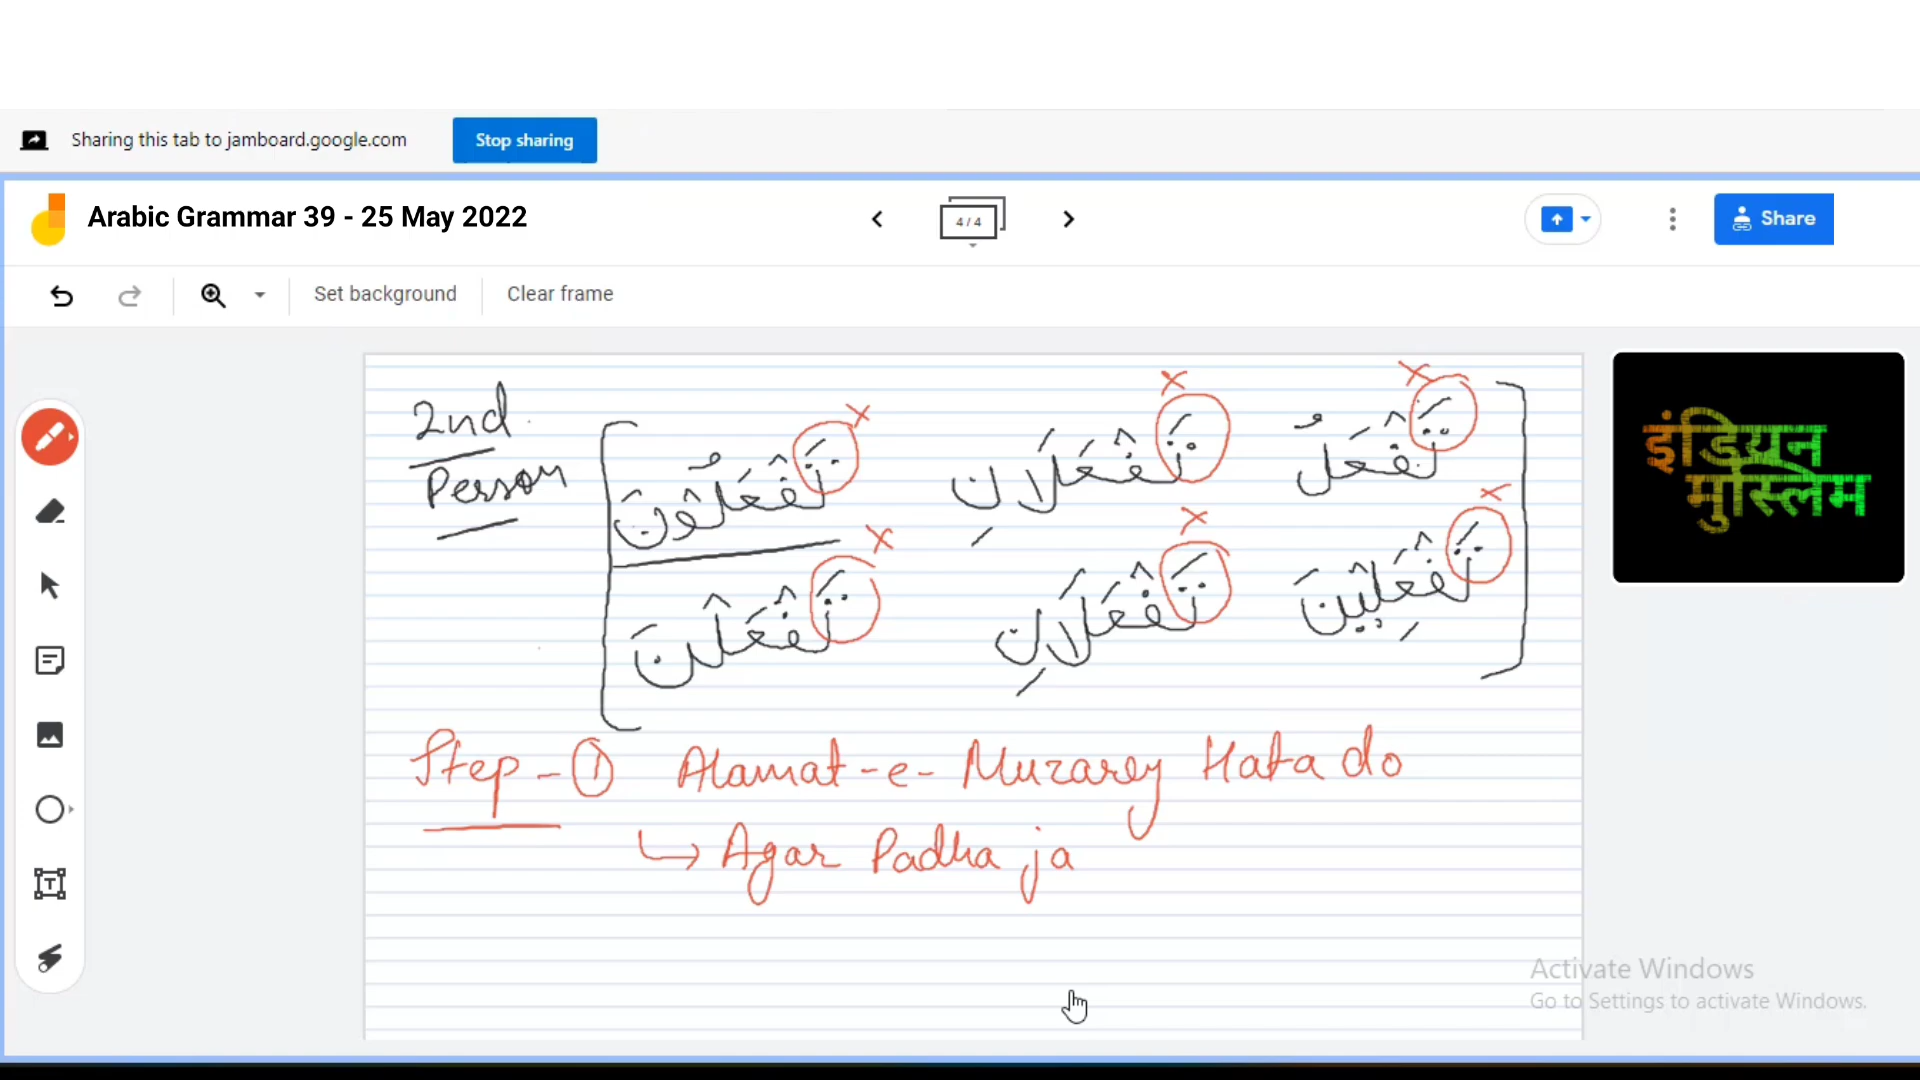 Sharing this tab to jamboard.google.com Stop sharing
Arabic Grammar 39 - 25 May 2022
4 / 4
Share
Set background Clear frame
2nd
Person
تَفْعَلُ تَفْعَلَانِ تَفْعَلُوْنَ
تَفْعَلِيْنَ تَفْعَلَانِ تَفْعَلْنَ
Step - 1 Alamat-e-Muzarey Hata do
↳ Agar Padha ja
इंडियन
मुस्लिम
Activate Windows
Go to Settings to activate Windows.